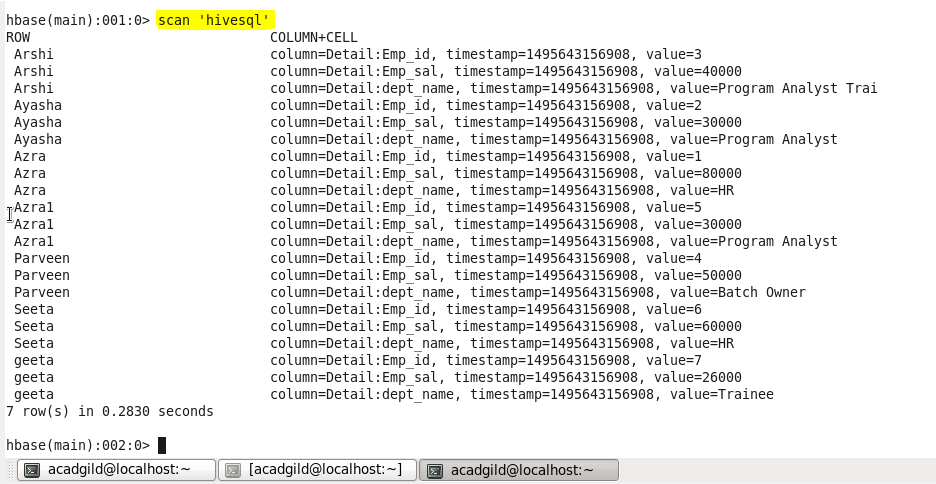 hbase(main):001:0> scan 'hivesql'
ROW COLUMN+CELL
Arshi column=Detail:Emp_id, timestamp=1495643156908, value=3
Arshi column=Detail:Emp_sal, timestamp=1495643156908, value=40000
Arshi column=Detail:dept_name, timestamp=1495643156908, value=Program Analyst Trai
Ayasha column=Detail:Emp_id, timestamp=1495643156908, value=2
Ayasha column=Detail:Emp_sal, timestamp=1495643156908, value=30000
Ayasha column=Detail:dept_name, timestamp=1495643156908, value=Program Analyst
Azra column=Detail:Emp_id, timestamp=1495643156908, value=1
Azra column=Detail:Emp_sal, timestamp=1495643156908, value=80000
Azra column=Detail:dept_name, timestamp=1495643156908, value=HR
Azra1 column=Detail:Emp_id, timestamp=1495643156908, value=5
Azra1 column=Detail:Emp_sal, timestamp=1495643156908, value=30000
Azra1 column=Detail:dept_name, timestamp=1495643156908, value=Program Analyst
Parveen column=Detail:Emp_id, timestamp=1495643156908, value=4
Parveen column=Detail:Emp_sal, timestamp=1495643156908, value=50000
Parveen column=Detail:dept_name, timestamp=1495643156908, value=Batch Owner
Seeta column=Detail:Emp_id, timestamp=1495643156908, value=6
Seeta column=Detail:Emp_sal, timestamp=1495643156908, value=60000
Seeta column=Detail:dept_name, timestamp=1495643156908, value=HR
geeta column=Detail:Emp_id, timestamp=1495643156908, value=7
geeta column=Detail:Emp_sal, timestamp=1495643156908, value=26000
geeta column=Detail:dept_name, timestamp=1495643156908, value=Trainee
7 row(s) in 0.2830 seconds
hbase(main):002:0>
acadgild@localhost:~ [acadgild@localhost:~] acadgild@localhost:~